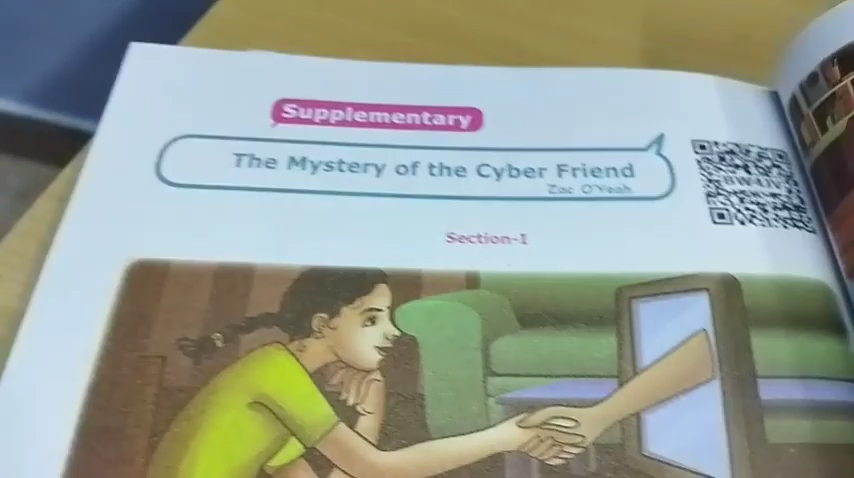 Supplementary
The Mystery of the Cyber Friend
Zac O'Yeah
Section-I